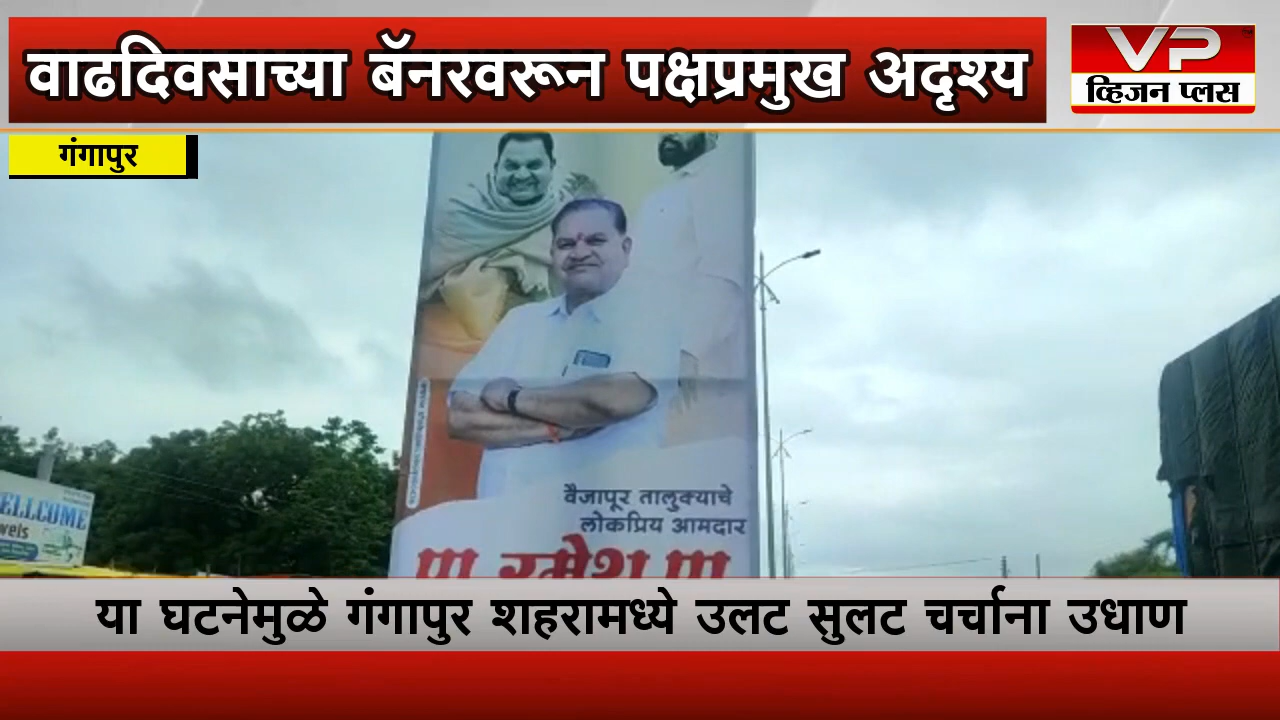 वाढदिवसाच्या बॅनरवरून पक्षप्रमुख अदृश्य
VP
व्हिजन प्लस
गंगापुर
वैजापूर तालुक्याचे
लोकप्रिय आमदार
रमेश
या घटनेमुळे गंगापुर शहरामध्ये उलट सुलट चर्चाना उधाण